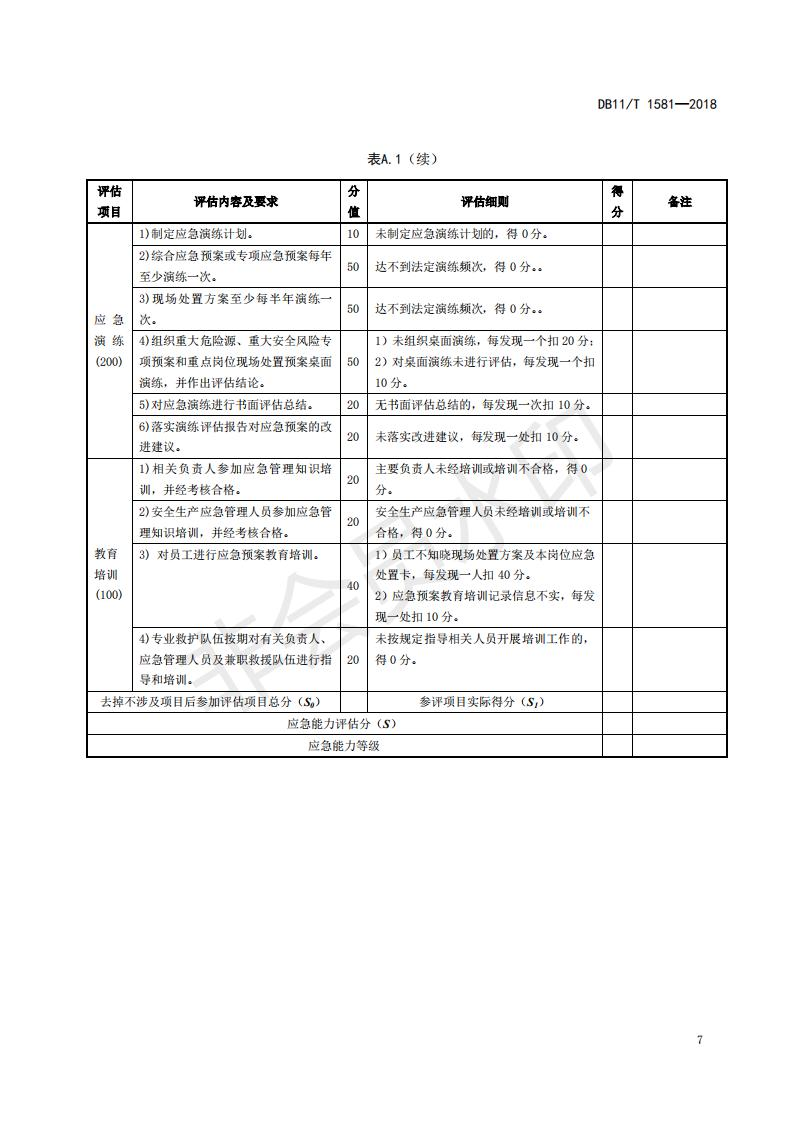 DB11/T 1581—2018
表A.1（续）
评估
项目
评估内容及要求
分
值
评估细则
得
分
备注
应 急
演 练
(200)
1)制定应急演练计划。
10
未制定应急演练计划的，得 0 分。
2)综合应急预案或专项应急预案每年
至少演练一次。
50
达不到法定演练频次，得 0 分。。
3)现场处置方案至少每半年演练一
次。
50
达不到法定演练频次，得 0 分。。
4)组织重大危险源、重大安全风险专
项预案和重点岗位现场处置预案桌面
演练，并作出评估结论。
50
1）未组织桌面演练，每发现一个扣 20 分；
2）对桌面演练未进行评估，每发现一个扣
10 分。
5)对应急演练进行书面评估总结。
20
无书面评估总结的，每发现一次扣 10 分。
6)落实演练评估报告对应急预案的改
进建议。
20
未落实改进建议，每发现一处扣 10 分。
教育
培训
(100)
1)相关负责人参加应急管理知识培
训，并经考核合格。
20
主要负责人未经培训或培训不合格，得 0
分。
2)安全生产应急管理人员参加应急管
理知识培训，并经考核合格。
20
安全生产应急管理人员未经培训或培训不
合格，得 0 分。
3) 对员工进行应急预案教育培训。
40
1）员工不知晓现场处置方案及本岗位应急
处置卡，每发现一人扣 40 分。
2）应急预案教育培训记录信息不实，每发
现一处扣 10 分。
4)专业救护队伍按期对有关负责人、
应急管理人员及兼职救援队伍进行指
导和培训。
20
未按规定指导相关人员开展培训工作的，
得 0 分。
去掉不涉及项目后参加评估项目总分（S0）
参评项目实际得分（S1）
应急能力评估分（S）
应急能力等级
非会员水印
7